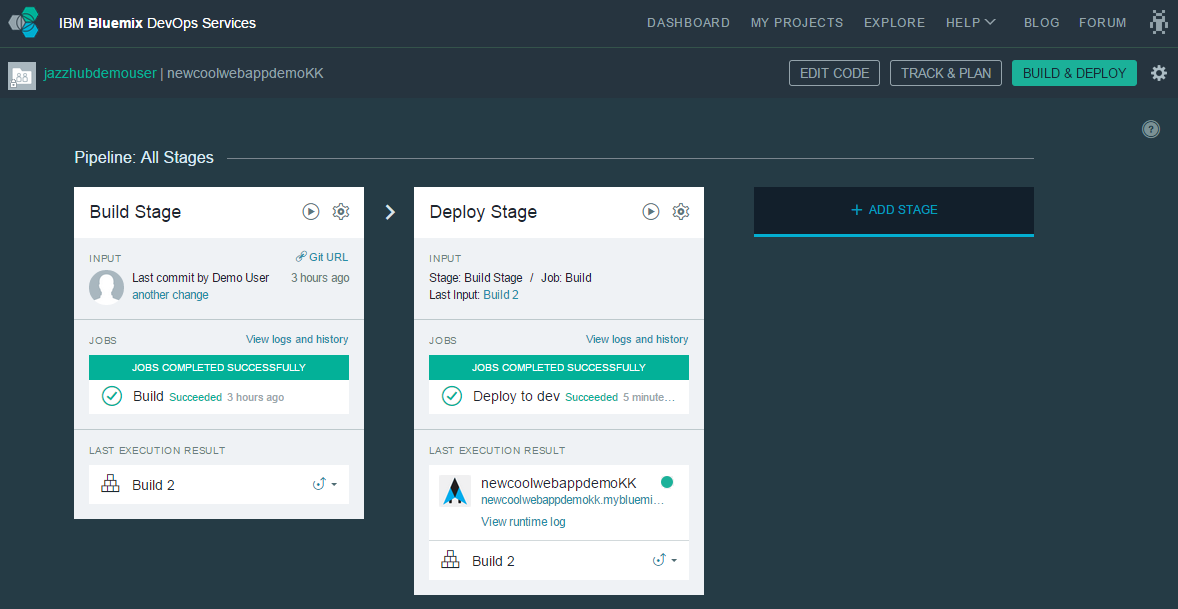 IBM Bluemix DevOps Services
DASHBOARD MY PROJECTS EXPLORE HELP BLOG FORUM
jazzhubdemouser | newcoolwebappdemoKK
EDIT CODE TRACK & PLAN BUILD & DEPLOY
?
Pipeline: All Stages
Build Stage
INPUT Git URL
Last commit by Demo User 3 hours ago
another change
JOBS View logs and history
JOBS COMPLETED SUCCESSFULLY
Build Succeeded 3 hours ago
LAST EXECUTION RESULT
Build 2
Deploy Stage
INPUT
Stage: Build Stage / Job: Build
Last Input: Build 2
JOBS View logs and history
JOBS COMPLETED SUCCESSFULLY
Deploy to dev Succeeded 5 minute...
LAST EXECUTION RESULT
newcoolwebappdemoKK
newcoolwebappdemokk.mybluemi...
View runtime log
Build 2
+ ADD STAGE